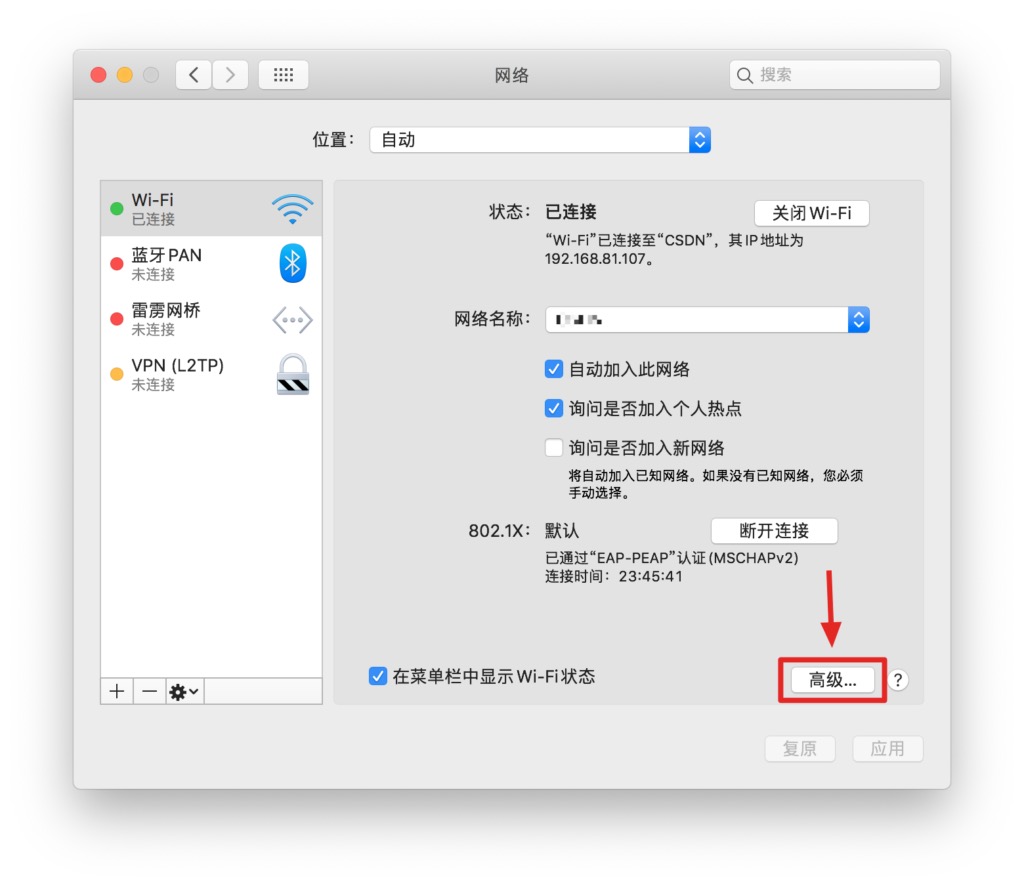 网络
搜索
位置：
自动
Wi-Fi
已连接
蓝牙 PAN
未连接
雷雳网桥
未连接
VPN (L2TP)
未连接
状态：
已连接
关闭 Wi-Fi
“Wi-Fi”已连接至“CSDN”，其 IP 地址为
192.168.81.107。
网络名称：
自动加入此网络
询问是否加入个人热点
询问是否加入新网络
将自动加入已知网络。如果没有已知网络，您必须
手动选择。
802.1X：
默认
断开连接
已通过“EAP-PEAP”认证 (MSCHAPv2)
连接时间：23:45:41
在菜单栏中显示 Wi-Fi 状态
高级...
?
复原
应用